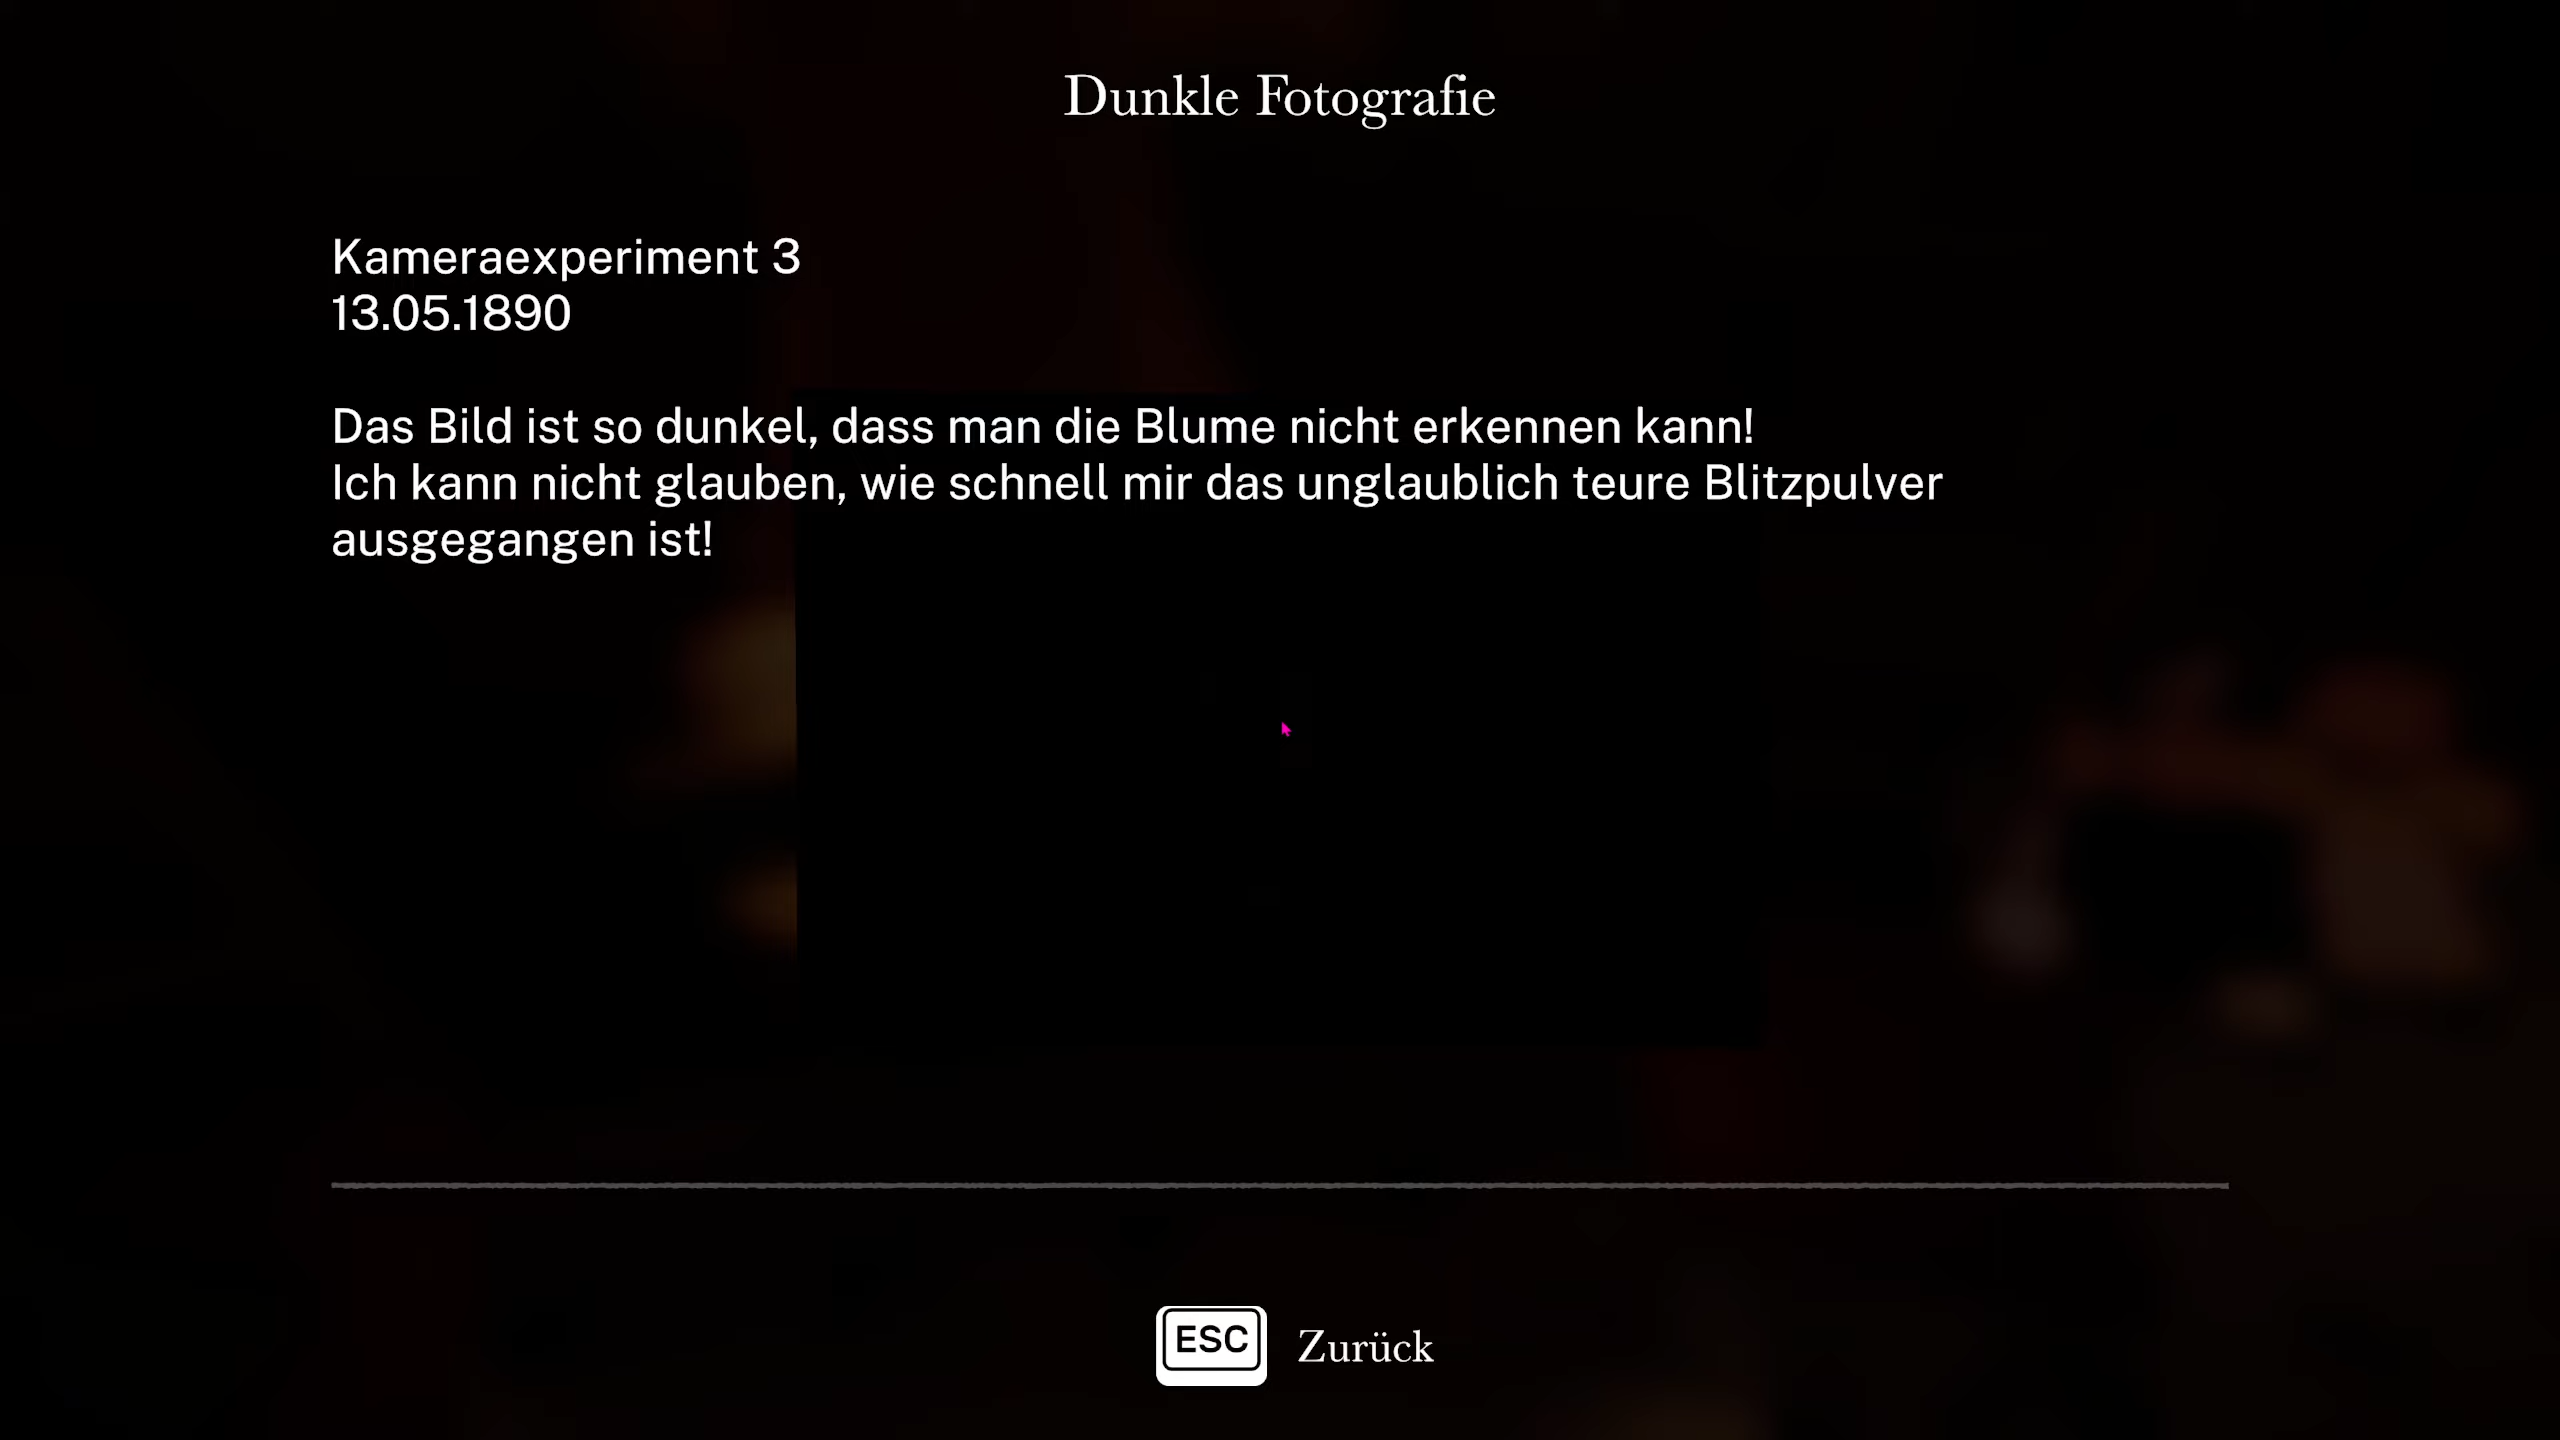 Dunkle Fotografie
Kameraexperiment 3
13.05.1890
Das Bild ist so dunkel, dass man die Blume nicht erkennen kann!
Ich kann nicht glauben, wie schnell mir das unglaublich teure Blitzpulver
ausgegangen ist!
ESC Zurück